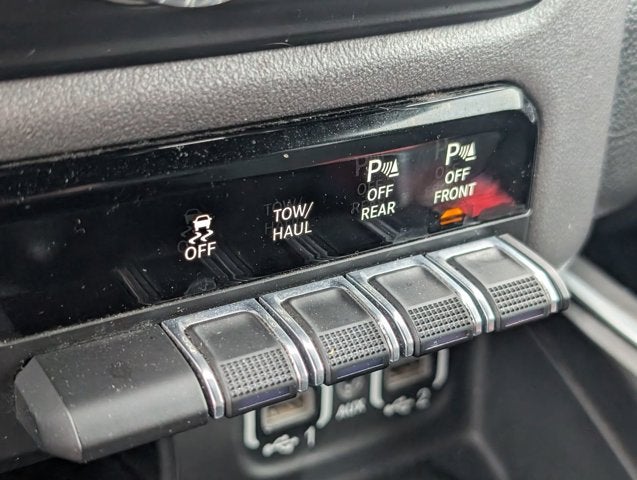 OFF
TOW/
HAUL
P
OFF
REAR
P
OFF
FRONT
1
AUX
2